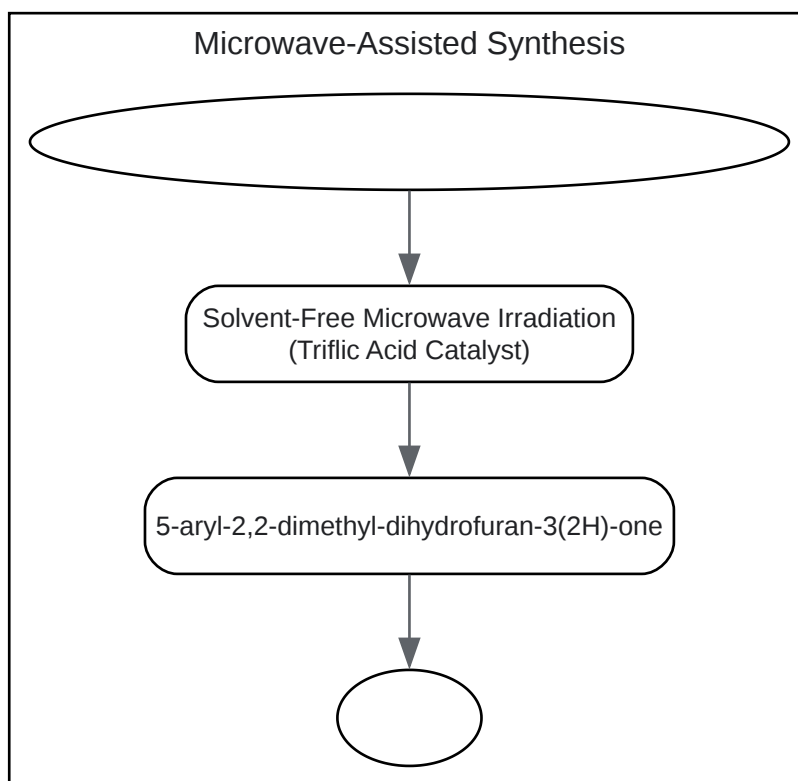 Microwave-Assisted Synthesis
Solvent-Free Microwave Irradiation
(Triflic Acid Catalyst)
5-aryl-2,2-dimethyl-dihydrofuran-3(2H)-one